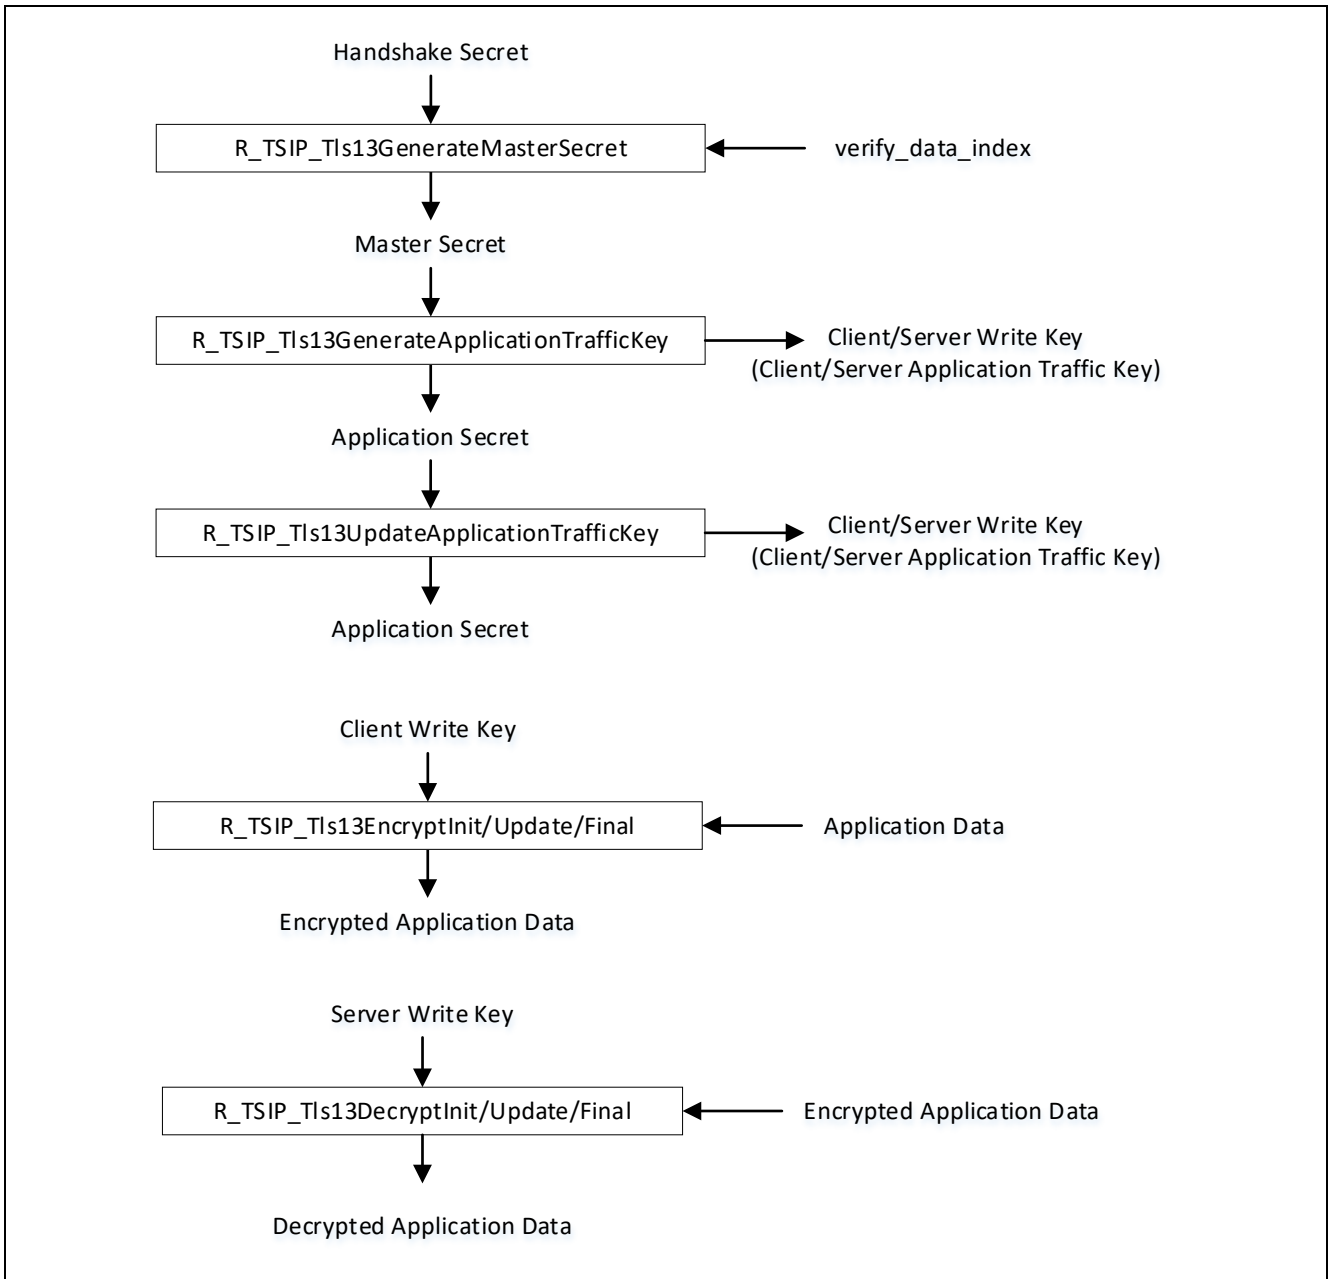 Handshake Secret
R_TSIP_Tls13GenerateMasterSecret
verify_data_index
Master Secret
R_TSIP_Tls13GenerateApplicationTrafficKey
Client/Server Write Key
(Client/Server Application Traffic Key)
Application Secret
R_TSIP_Tls13UpdateApplicationTrafficKey
Client/Server Write Key
(Client/Server Application Traffic Key)
Application Secret
Client Write Key
R_TSIP_Tls13EncryptInit/Update/Final
Application Data
Encrypted Application Data
Server Write Key
R_TSIP_Tls13DecryptInit/Update/Final
Encrypted Application Data
Decrypted Application Data